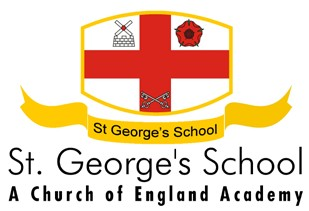 St George's School
St. George's School
A Church of England Academy